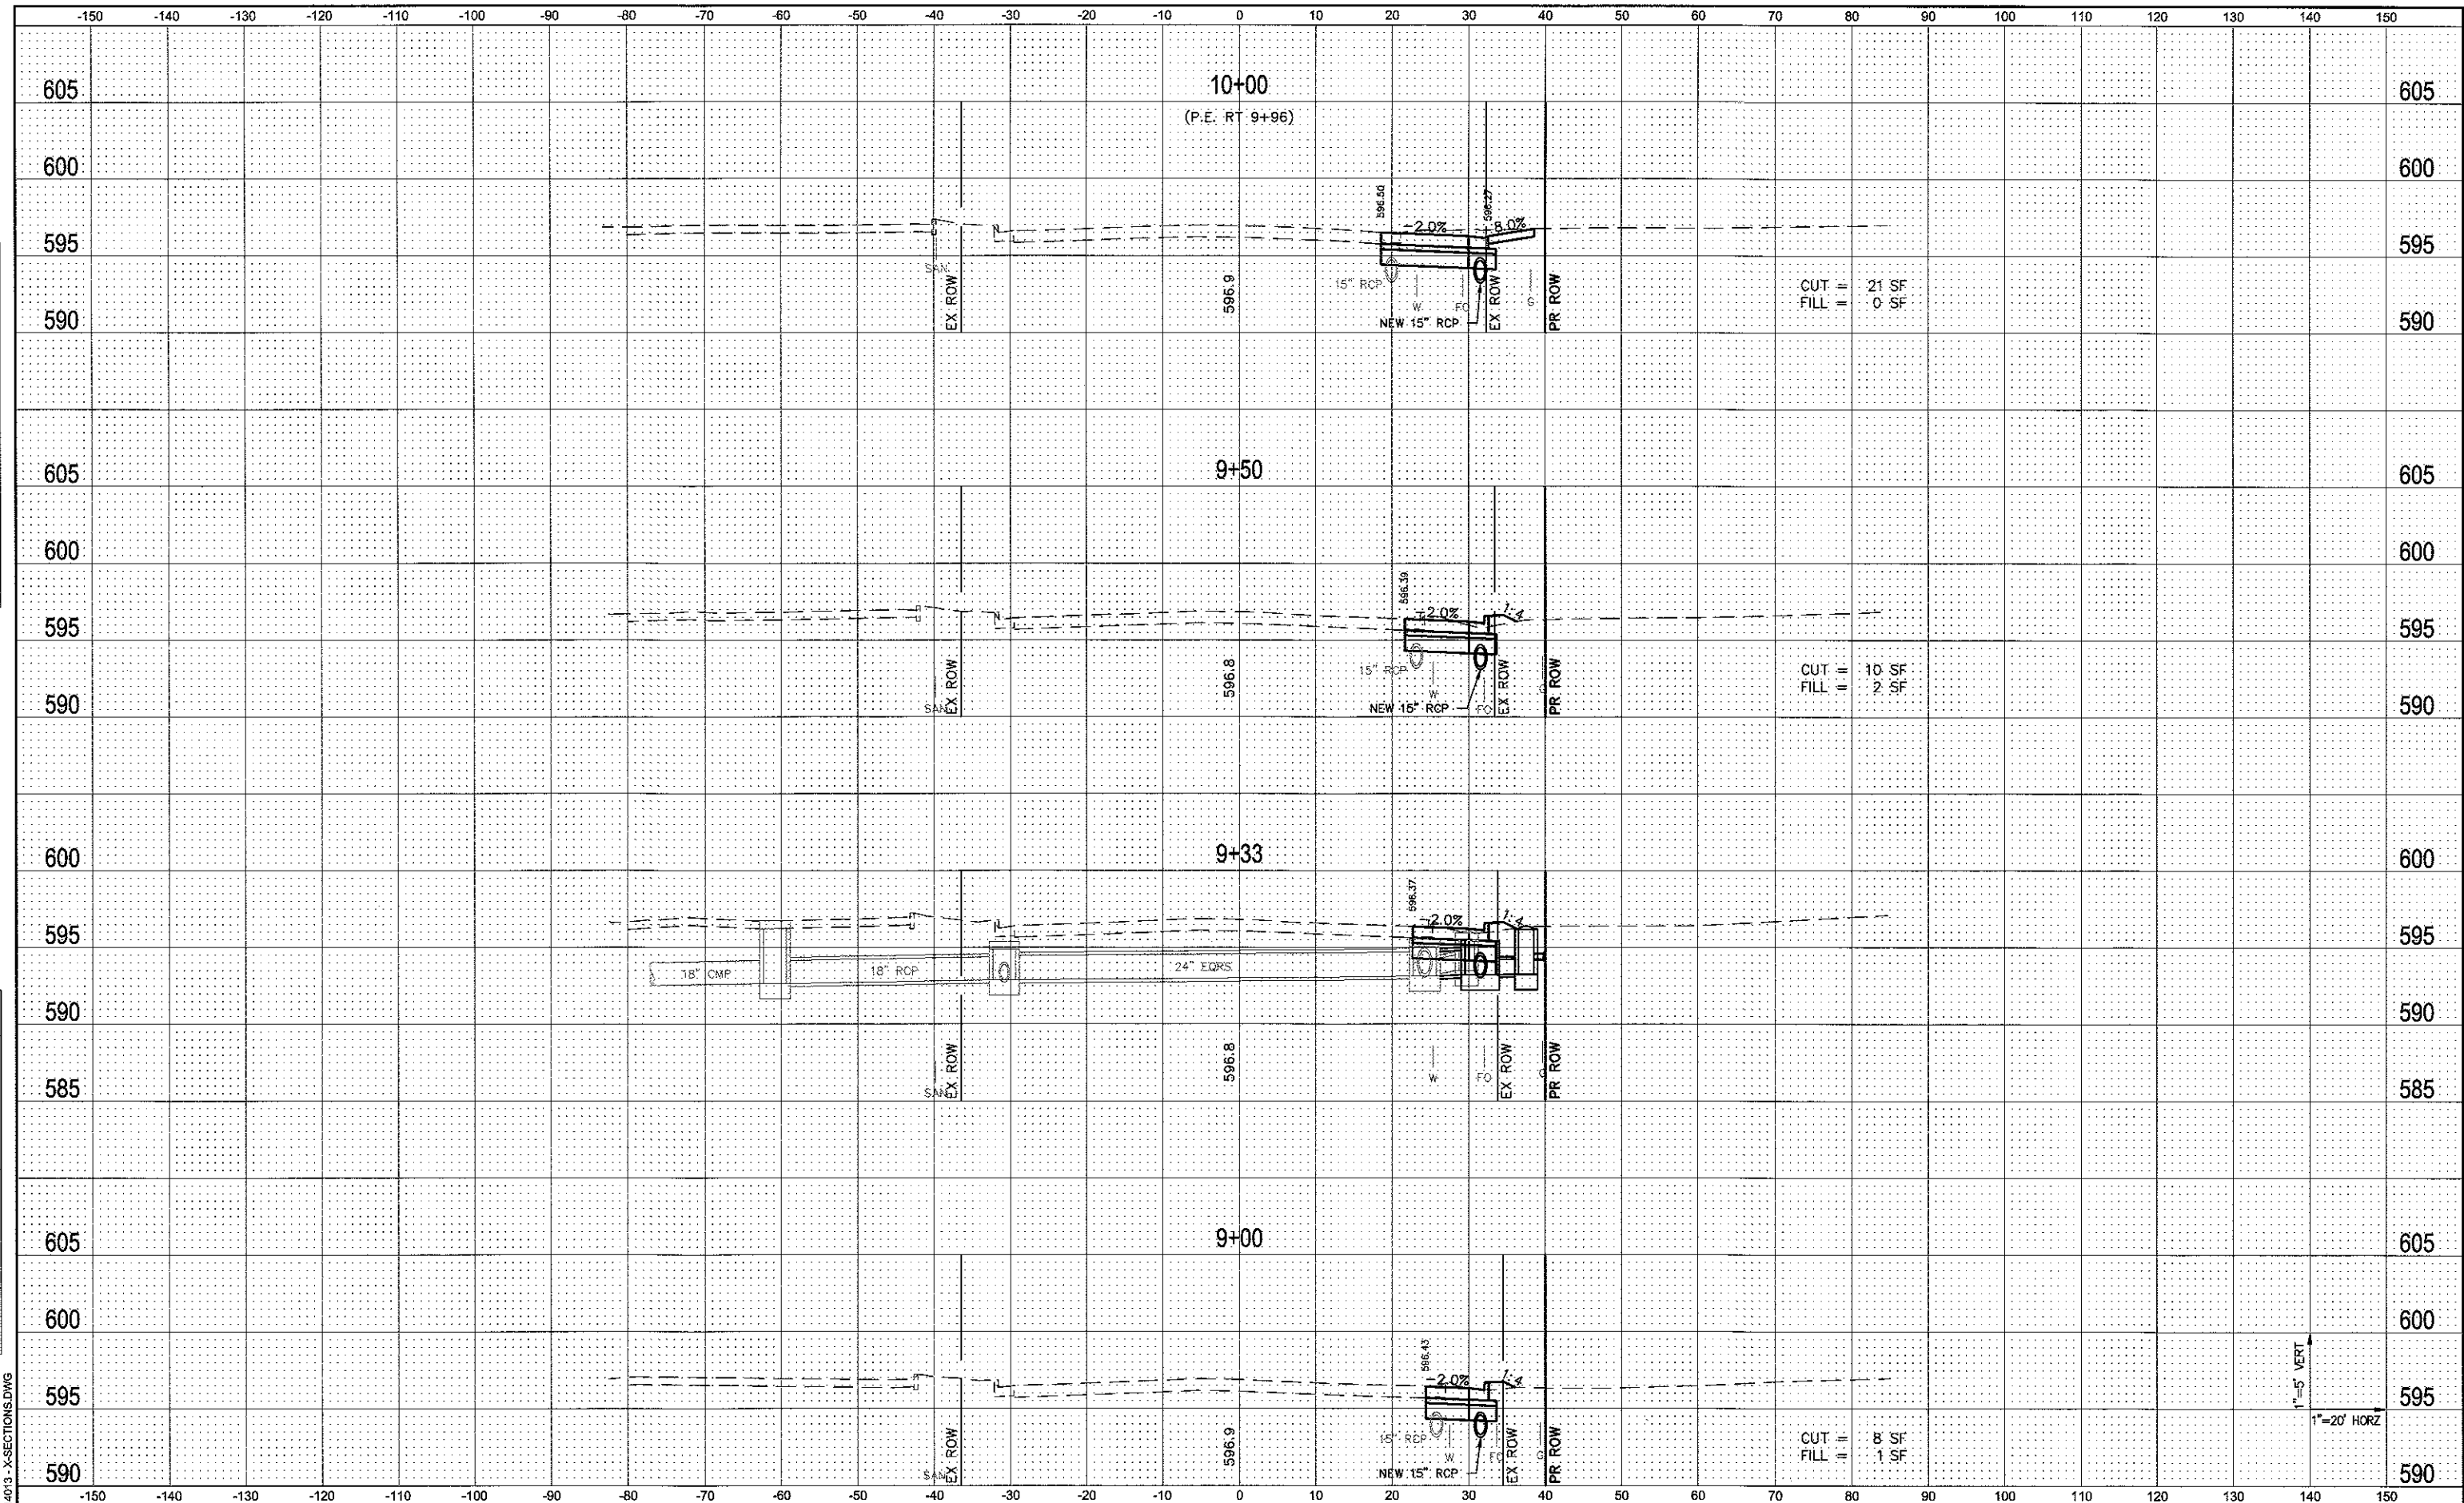 -150 -140 -130 -120 -110 -100 -90 -80 -70 -60 -50 -40 -30 -20 -10 0 10 20 30 40 50 60 70 80 90 100 110 120 130 140 150
10+00
605 605
(P.E. RT 9+96)
600 600
596.50 596.27
-2.0% 8.0%
595 595
SAN
15" RCP
W FO G
EX ROW 596.9 EX ROW PR ROW
CUT = 21 SF
FILL = 0 SF
NEW 15" RCP
590 590
9+50
605 605
600 600
596.39
-2.0% 1:4
595 595
15" RCP
W
EX ROW 596.8 EX ROW PR ROW
CUT = 10 SF
FILL = 2 SF
SAN NEW 15" RCP FO G
590 590
9+33
600 600
596.37
-2.0% 1:4
595 595
18" CMP 18" RCP 24" EQRS
590 590
EX ROW 596.8 EX ROW PR ROW
W FO G
SAN
585 585
9+00
605 605
600 600
596.43
-2.0% 1:4
1"=5' VERT
595 595
1"=20' HORZ
15" RCP
W FO G
EX ROW 596.9 EX ROW PR ROW
CUT = 8 SF
FILL = 1 SF
SAN NEW 15" RCP
590 590
-150 -140 -130 -120 -110 -100 -90 -80 -70 -60 -50 -40 -30 -20 -10 0 10 20 30 40 50 60 70 80 90 100 110 120 130 140 150
4013 - X-SECTIONS.DWG